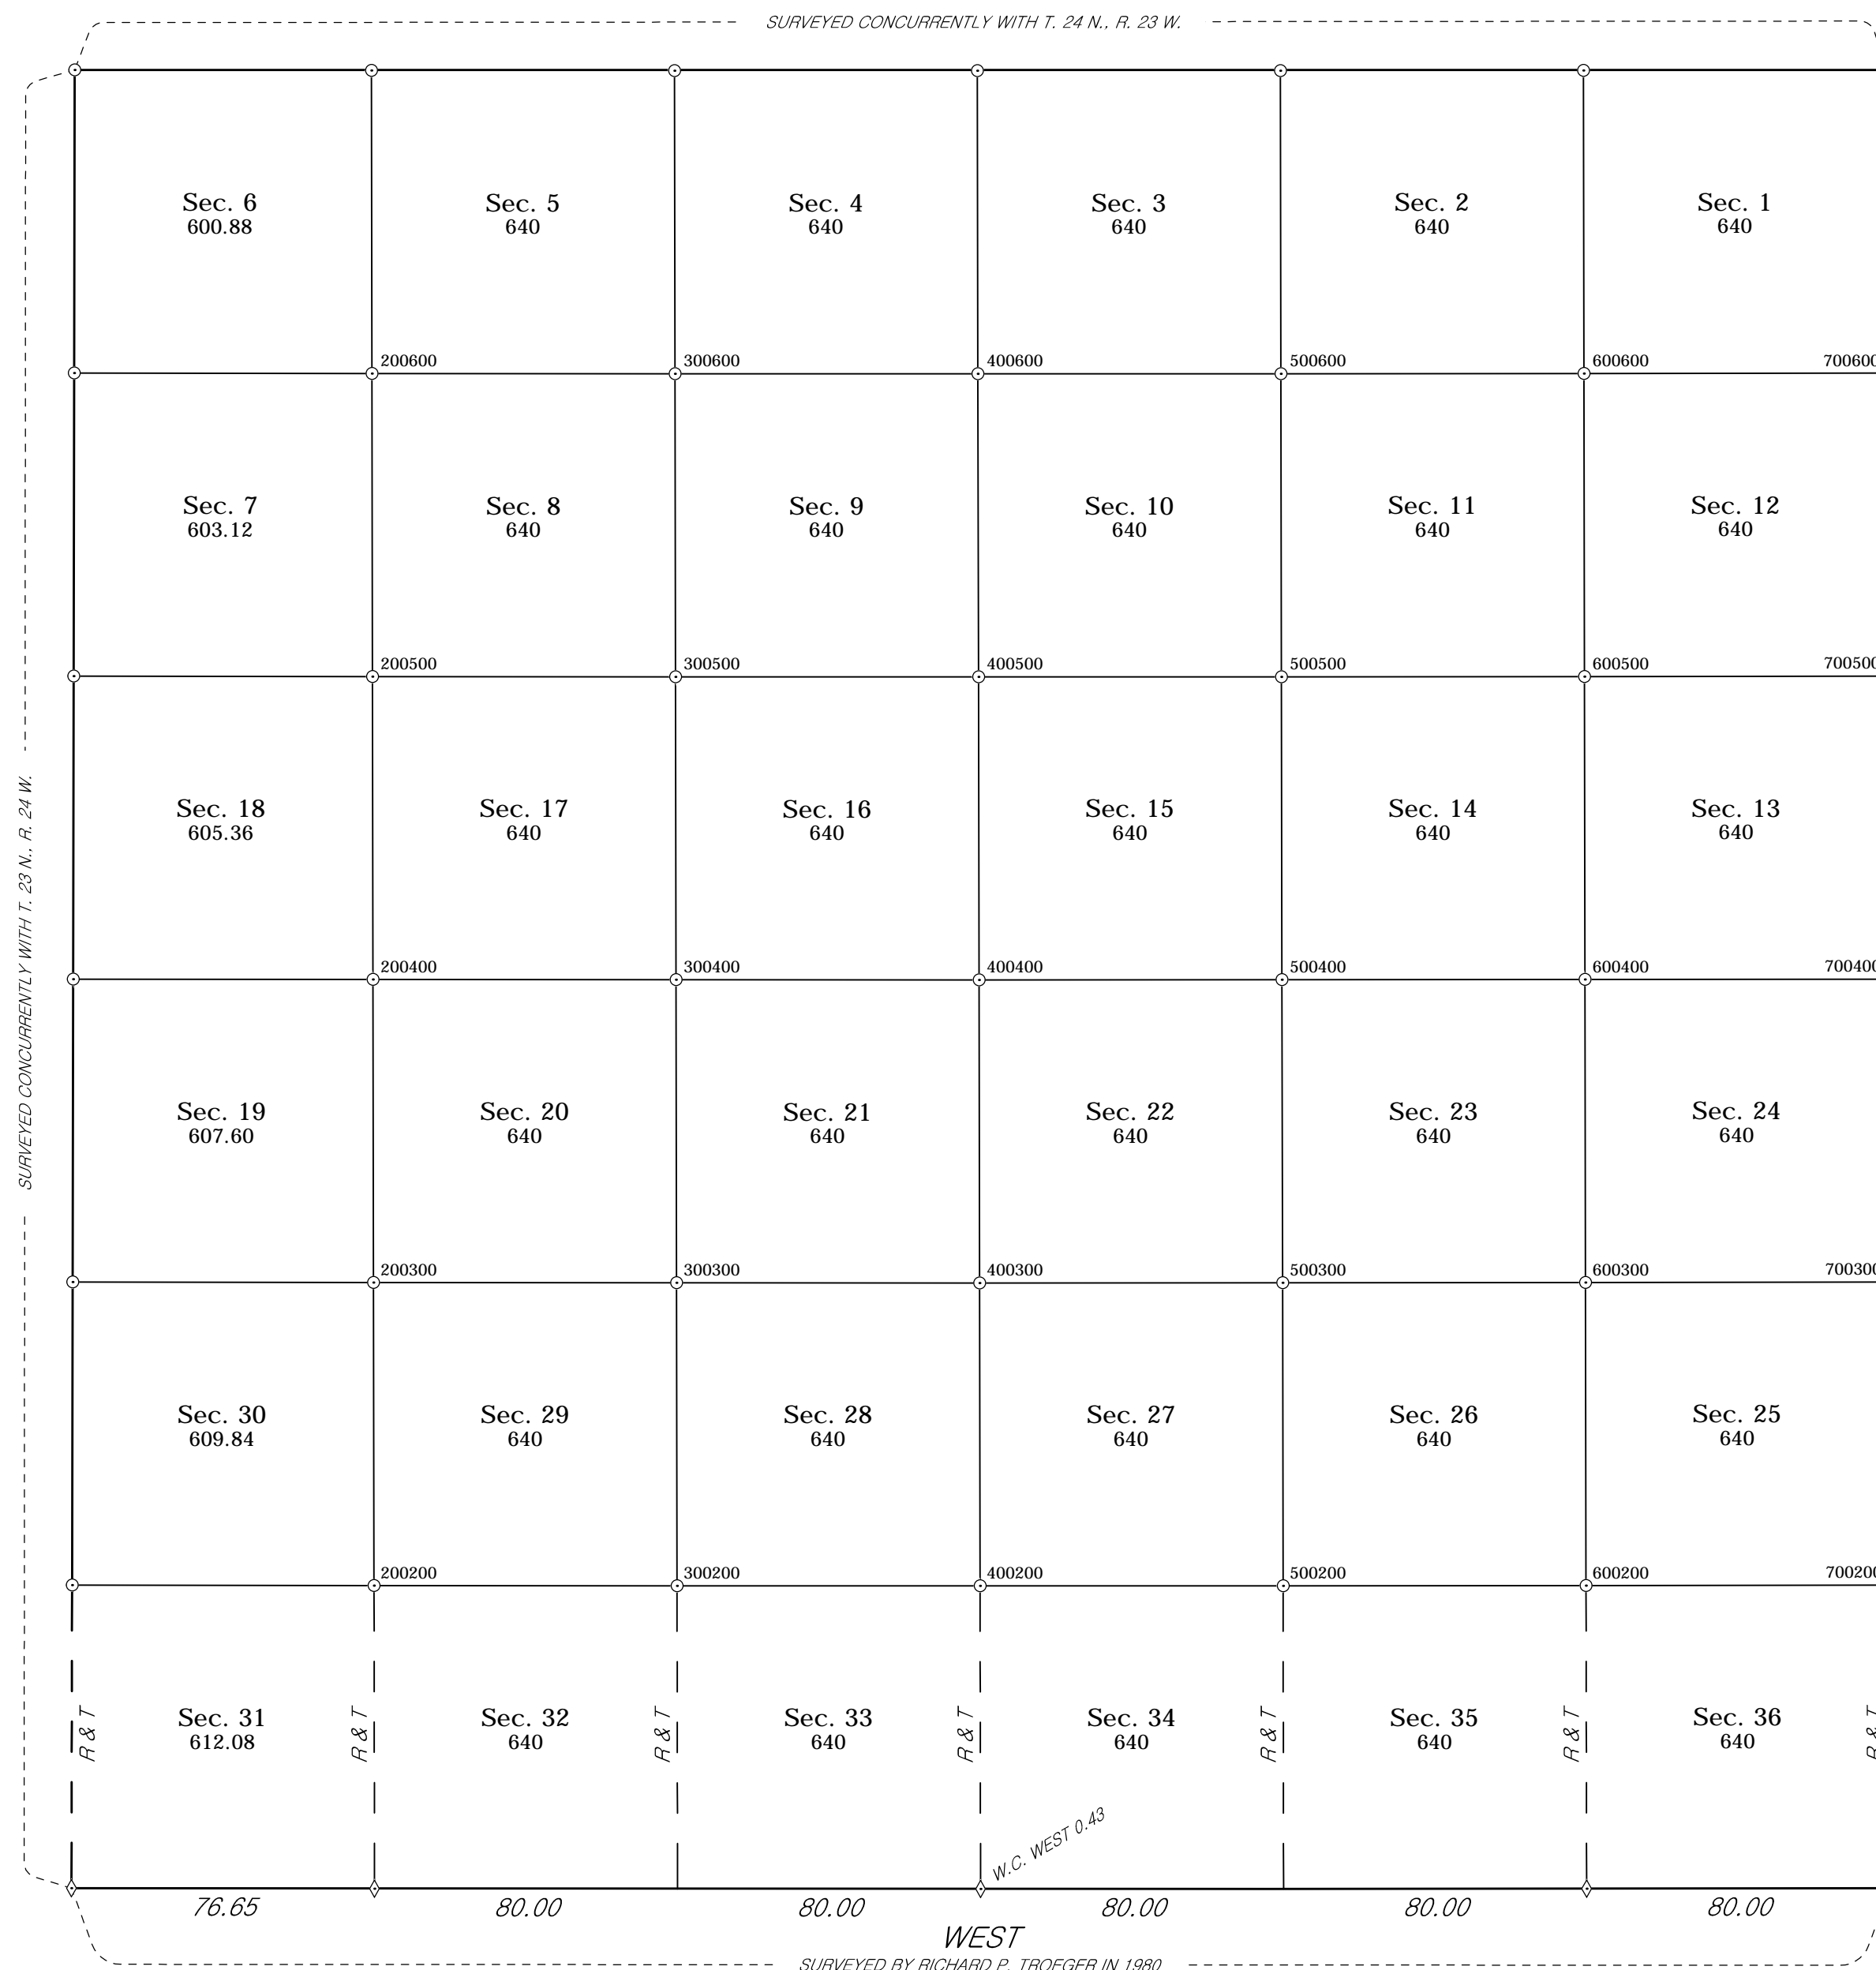 SURVEYED CONCURRENTLY WITH T. 24 N., R. 23 W.
Sec. 6 Sec. 5 Sec. 4 Sec. 3 Sec. 2 Sec. 1
600.88 640 640 640 640 640
200600 300600 400600 500600 600600 700600
Sec. 7 Sec. 8 Sec. 9 Sec. 10 Sec. 11 Sec. 12
603.12 640 640 640 640 640
200500 300500 400500 500500 600500 700500
SURVEYED CONCURRENTLY WITH T. 23 N., R. 24 W.
Sec. 18 Sec. 17 Sec. 16 Sec. 15 Sec. 14 Sec. 13
605.36 640 640 640 640 640
200400 300400 400400 500400 600400 700400
Sec. 19 Sec. 20 Sec. 21 Sec. 22 Sec. 23 Sec. 24
607.60 640 640 640 640 640
200300 300300 400300 500300 600300 700300
Sec. 30 Sec. 29 Sec. 28 Sec. 27 Sec. 26 Sec. 25
609.84 640 640 640 640 640
200200 300200 400200 500200 600200 700200
R & T R & T R & T R & T R & T R & T R & T
Sec. 31 Sec. 32 Sec. 33 Sec. 34 Sec. 35 Sec. 36
612.08 640 640 640 640 640
W.C. WEST 0.43
76.65 80.00 80.00 80.00 80.00 80.00
WEST
SURVEYED BY RICHARD P. TROEGER IN 1980